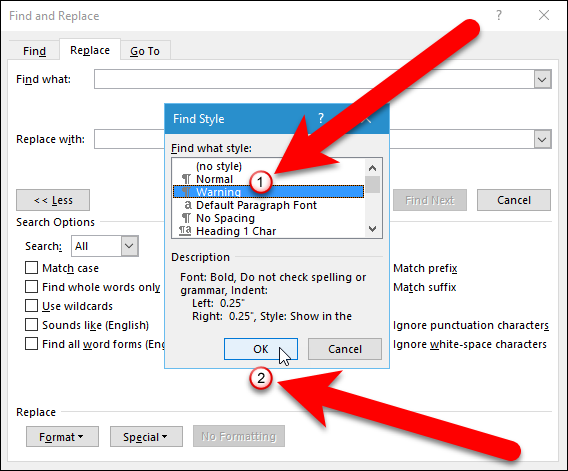 Find and Replace
?
Find Replace Go To
Find what:
Find Style ?
Find what style:
Replace with:
(no style)
¶ Normal
1
¶ Warning
a Default Paragraph Font
<< Less
Find Next
Cancel
¶ No Spacing
Search Options
¶a Heading 1 Char
Search: All
Description
Match case
Match prefix
Font: Bold, Do not check spelling or
Find whole words only
grammar, Indent:
Match suffix
Use wildcards
Left: 0.25"
Right: 0.25", Style: Show in the
Sounds like (English)
Ignore punctuation characters
Find all word forms (Eng
OK Cancel
Ignore white-space characters
2
Replace
Format Special No Formatting